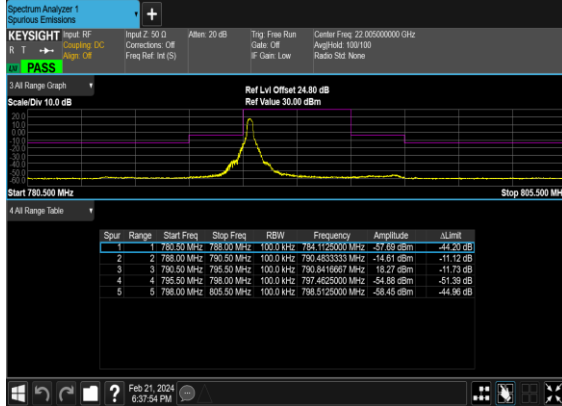 Spectrum Analyzer 1
Spurious Emissions
+
KEYSIGHT Input: RF Input Z: 50 Ω Atten: 20 dB Trig: Free Run Center Freq: 22.005000000 GHz
R T Coupling: DC Corrections: Off Gate: Off Avg|Hold: 100/100
Align: Off Freq Ref: Int (S) IF Gain: Low Radio Std: None
PASS
3 All Range Graph Ref Lvl Offset 24.80 dB
Scale/Div 10.0 dB Ref Value 30.00 dBm
20.0
10.0
0.00
-10.0
-20.0
-30.0
-40.0
-50.0
-60.0
Start 780.500 MHz Stop 805.500 MH
4 All Range Table
Spur Range Start Freq Stop Freq RBW Frequency Amplitude ΔLimit
1 1 780.50 MHz 788.00 MHz 100.0 kHz 784.1125000 MHz -57.69 dBm -44.20 dB
2 2 788.00 MHz 790.50 MHz 100.0 kHz 790.4833333 MHz -14.61 dBm -11.12 dB
3 3 790.50 MHz 795.50 MHz 100.0 kHz 790.8416667 MHz 18.27 dBm -11.73 dB
4 4 795.50 MHz 798.00 MHz 100.0 kHz 797.4625000 MHz -54.88 dBm -51.39 dB
5 5 798.00 MHz 805.50 MHz 100.0 kHz 798.5125000 MHz -58.45 dBm -44.96 dB
? Feb 21, 2024
6:37:54 PM